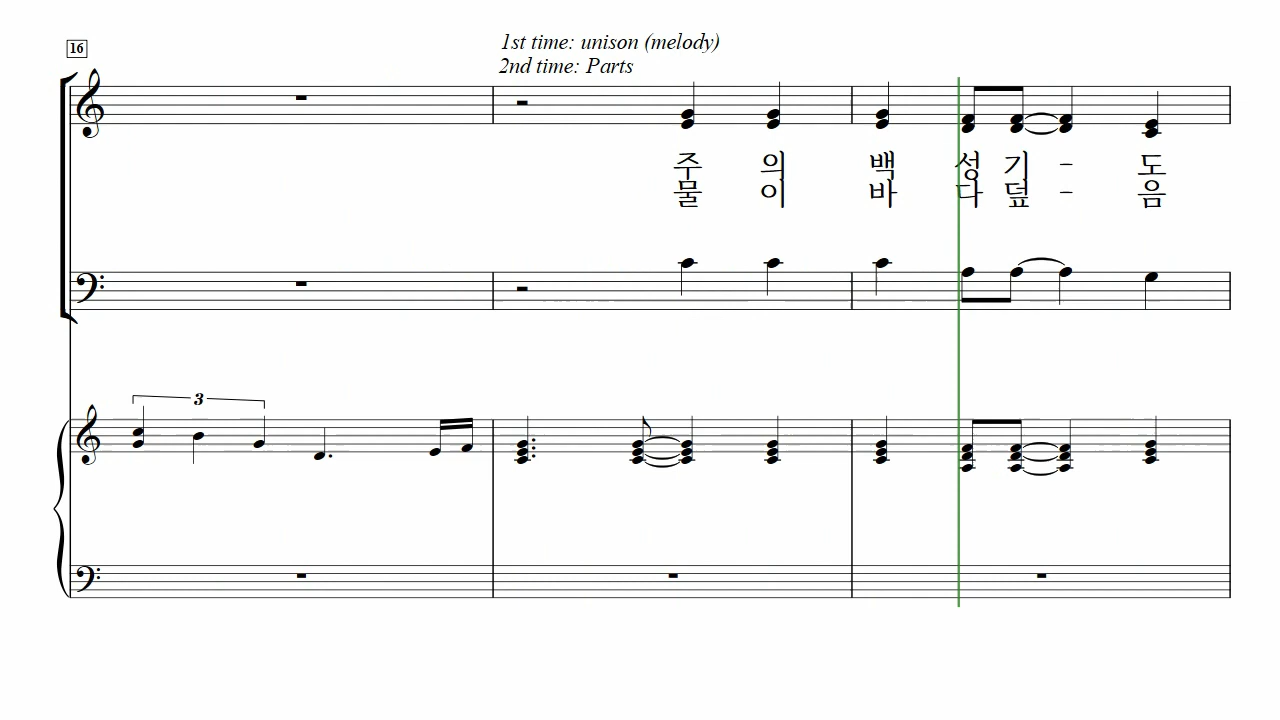 16
1st time: unison (melody)
2nd time: Parts
주 의 백 성 기 - 도
물 이 바 다 덮 - 음
3